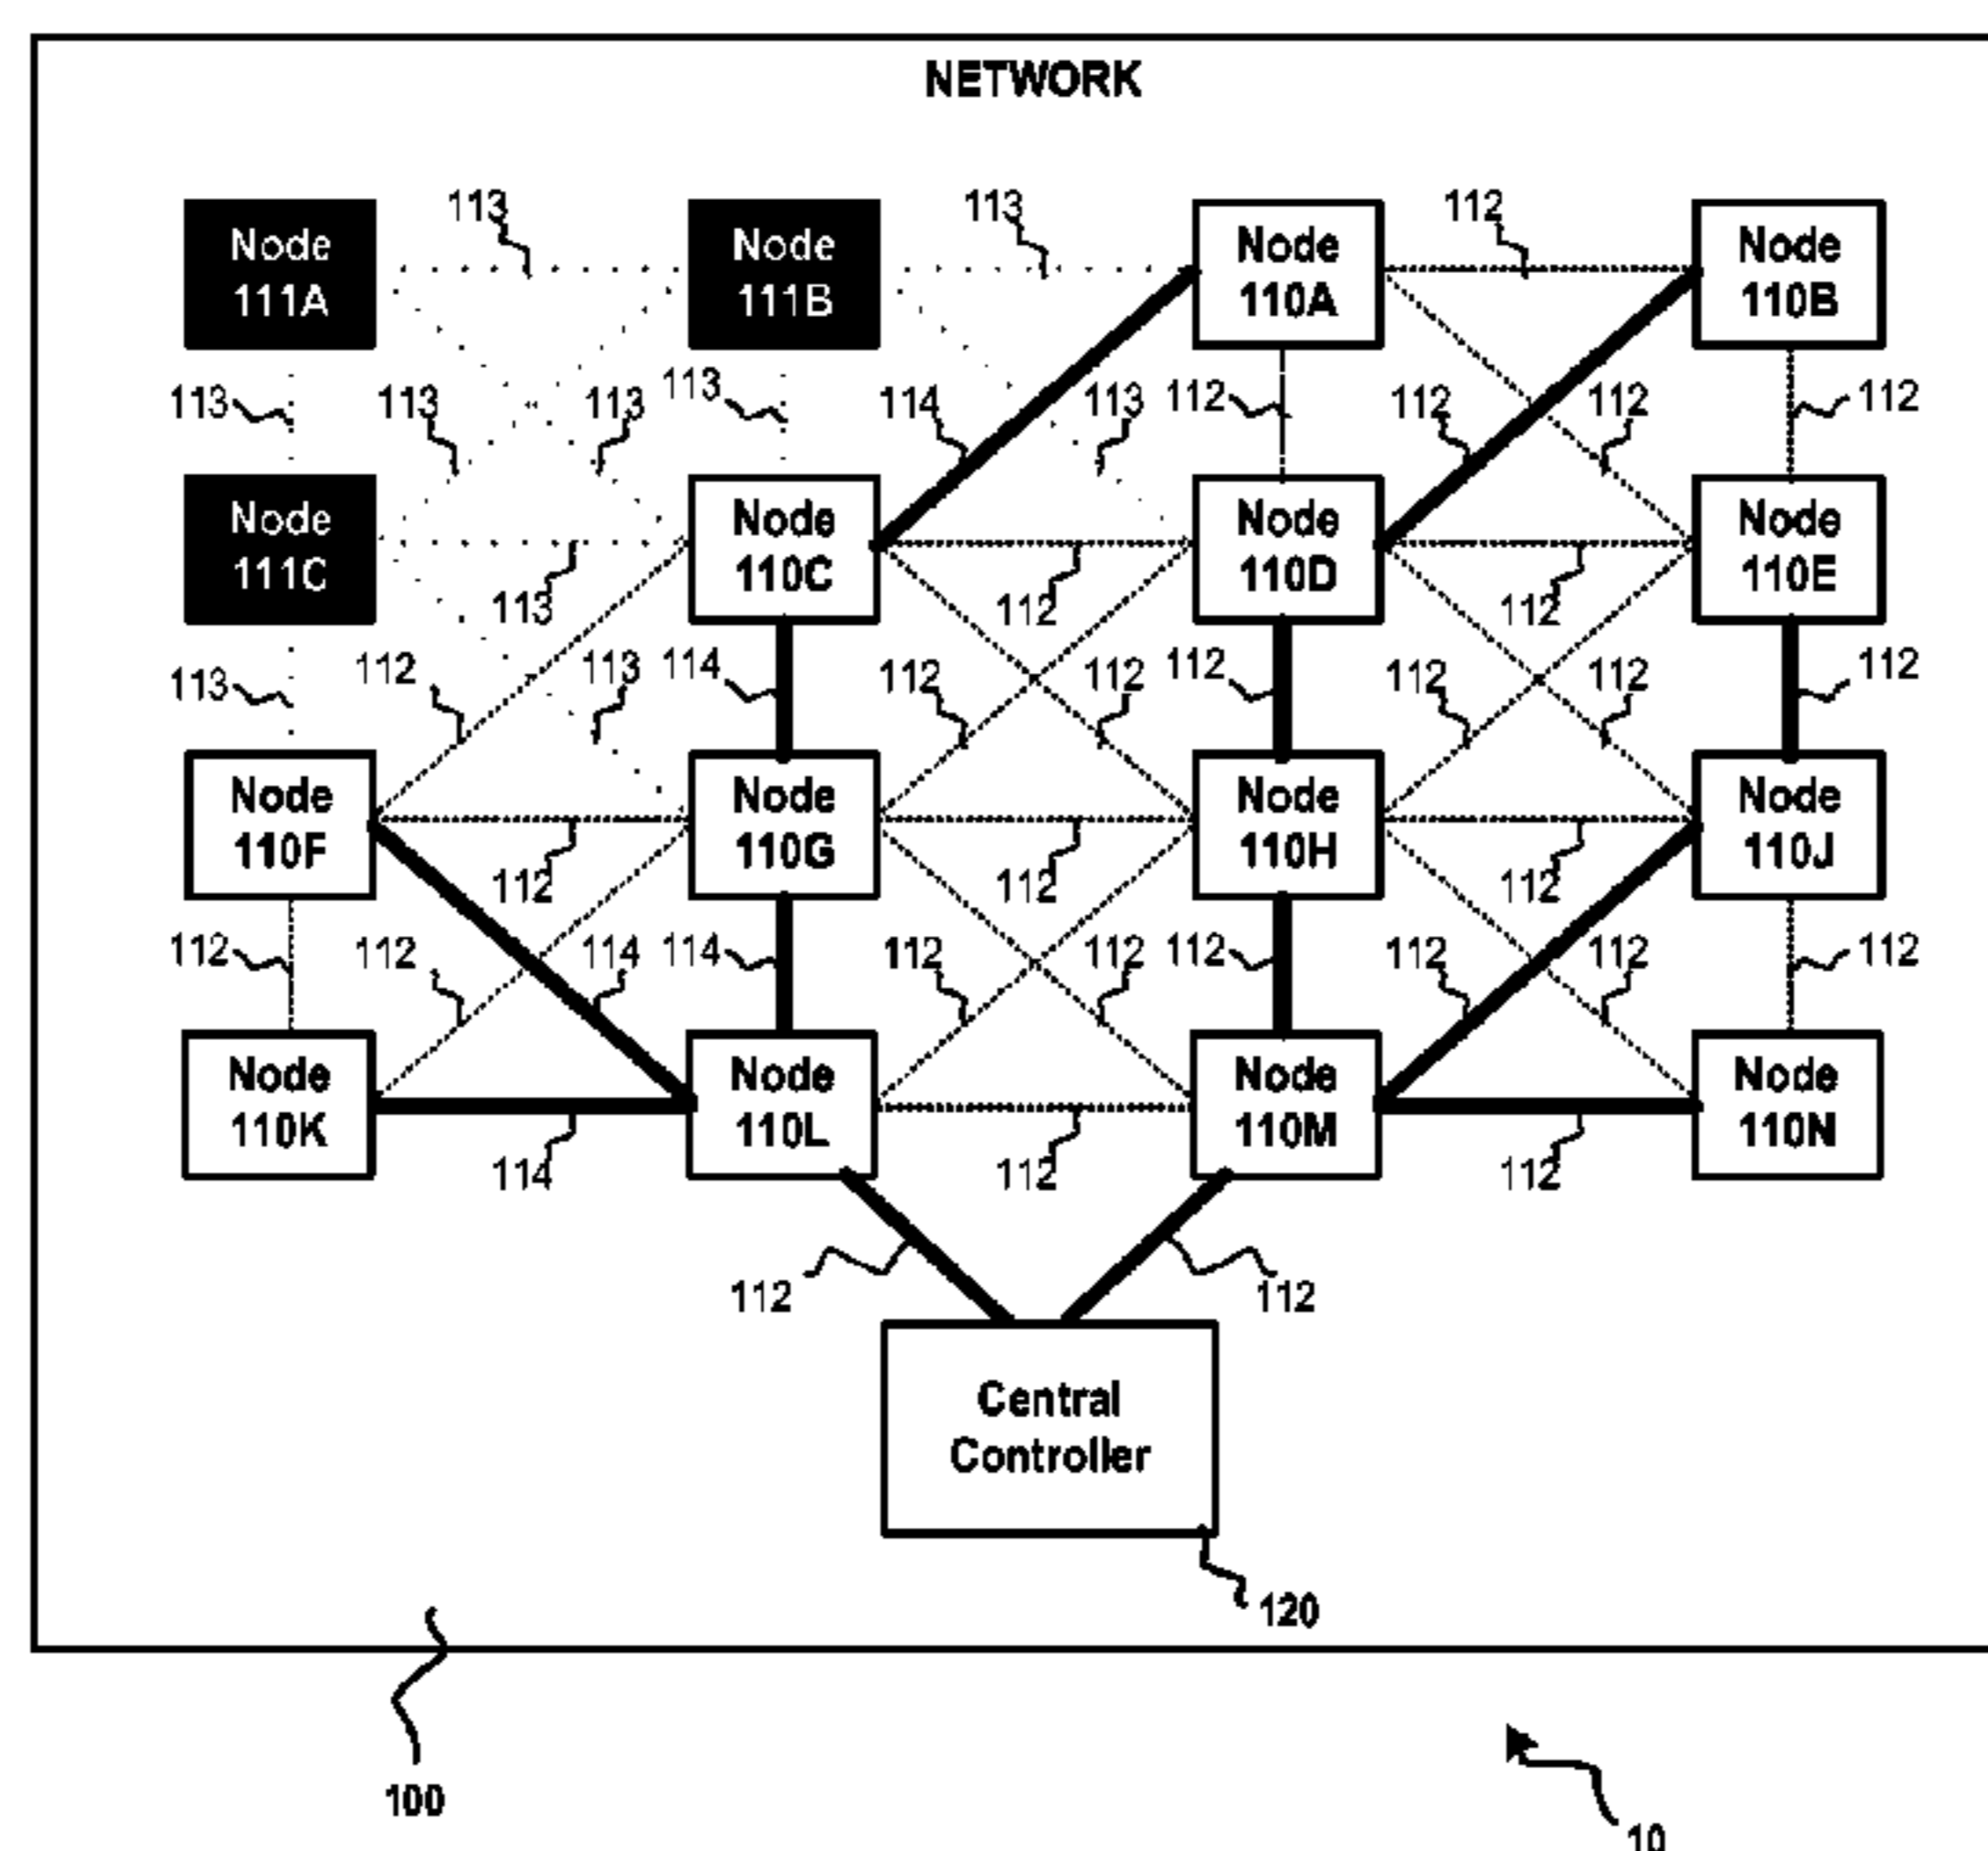 NETWORK
113 113 112
Node 111A
Node 111B
Node 110A
Node 110B
113 113 113 113 114 113 112 112 112 112
Node 111C
Node 110C
Node 110D
Node 110E
113 112 112
113 112 113 114 112 112 112 112 112 112
Node 110F
Node 110G
Node 110H
Node 110J
112 112 112
112 112 114 114 112 112 112 112 112 112
Node 110K
Node 110L
Node 110M
Node 110N
114 112 112
112 112
Central
Controller
120
100
10